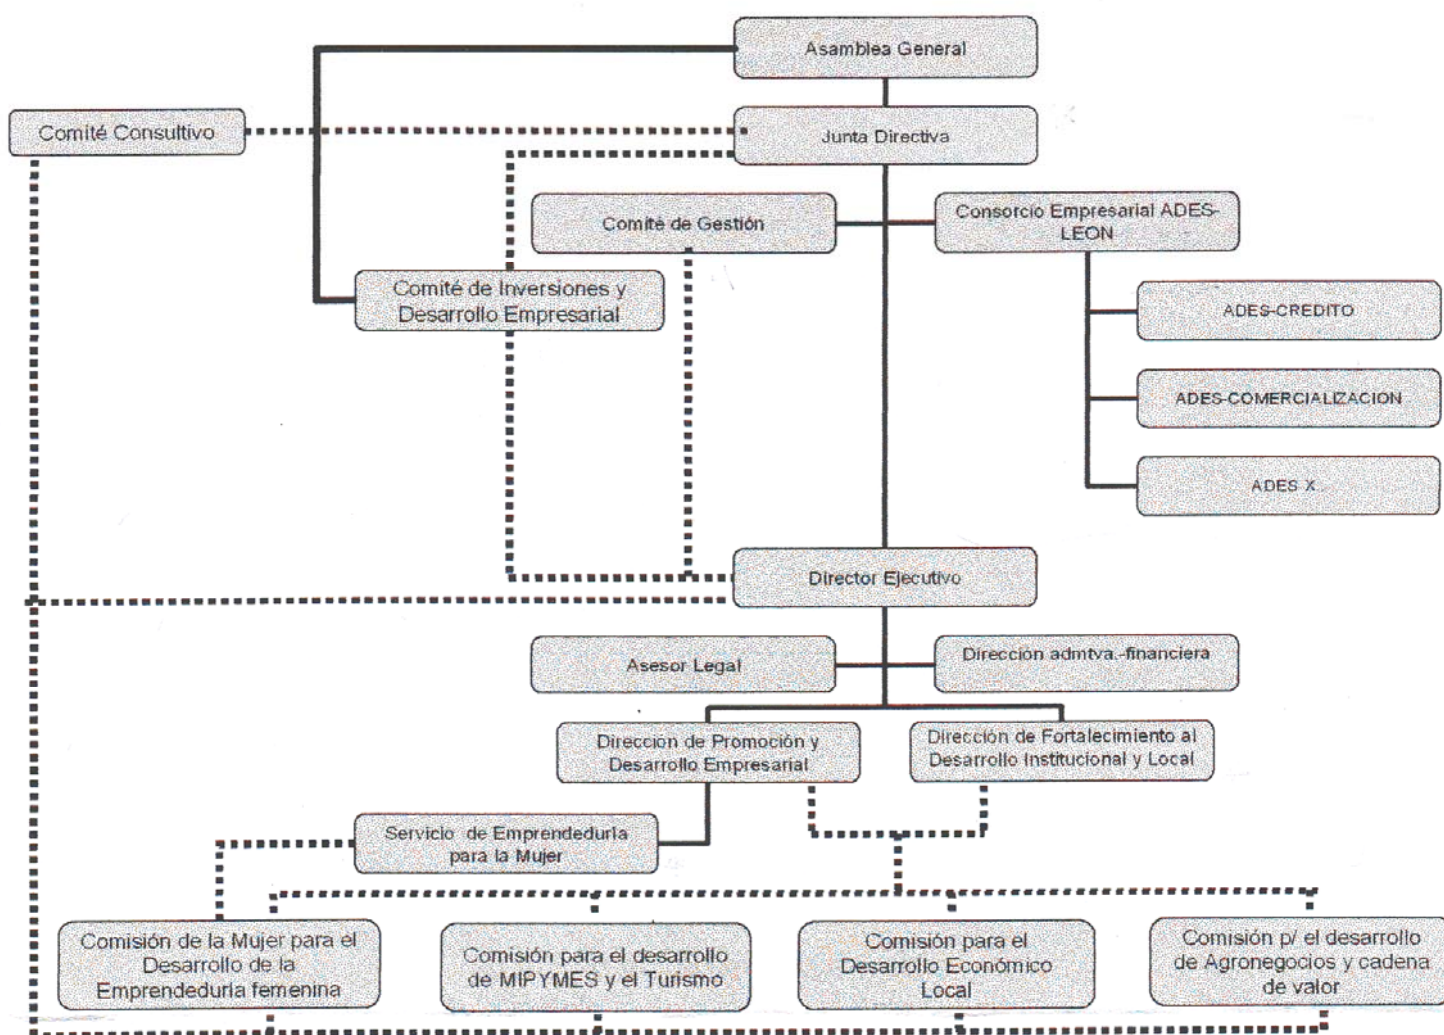 Asamblea General
Comité Consultivo
Junta Directiva
Comité de Gestión
Consorcio Empresarial ADES-
LEON
Comité de Inversiones y
Desarrollo Empresarial
ADES-CREDITO
ADES-COMERCIALIZACION
ADES X..
Director Ejecutivo
Asesor Legal
Dirección admtva.-financiera
Dirección de Promoción y
Desarrollo Empresarial
Dirección de Fortalecimiento al
Desarrollo Institucional y Local
Servicio de Emprendeduría
para la Mujer
Comisión de la Mujer para el
Desarrollo de la
Emprendeduría femenina
Comisión para el desarrollo
de MIPYMES y el Turismo
Comisión para el
Desarrollo Económico
Local
Comisión p/ el desarrollo
de Agronegocios y cadena
de valor